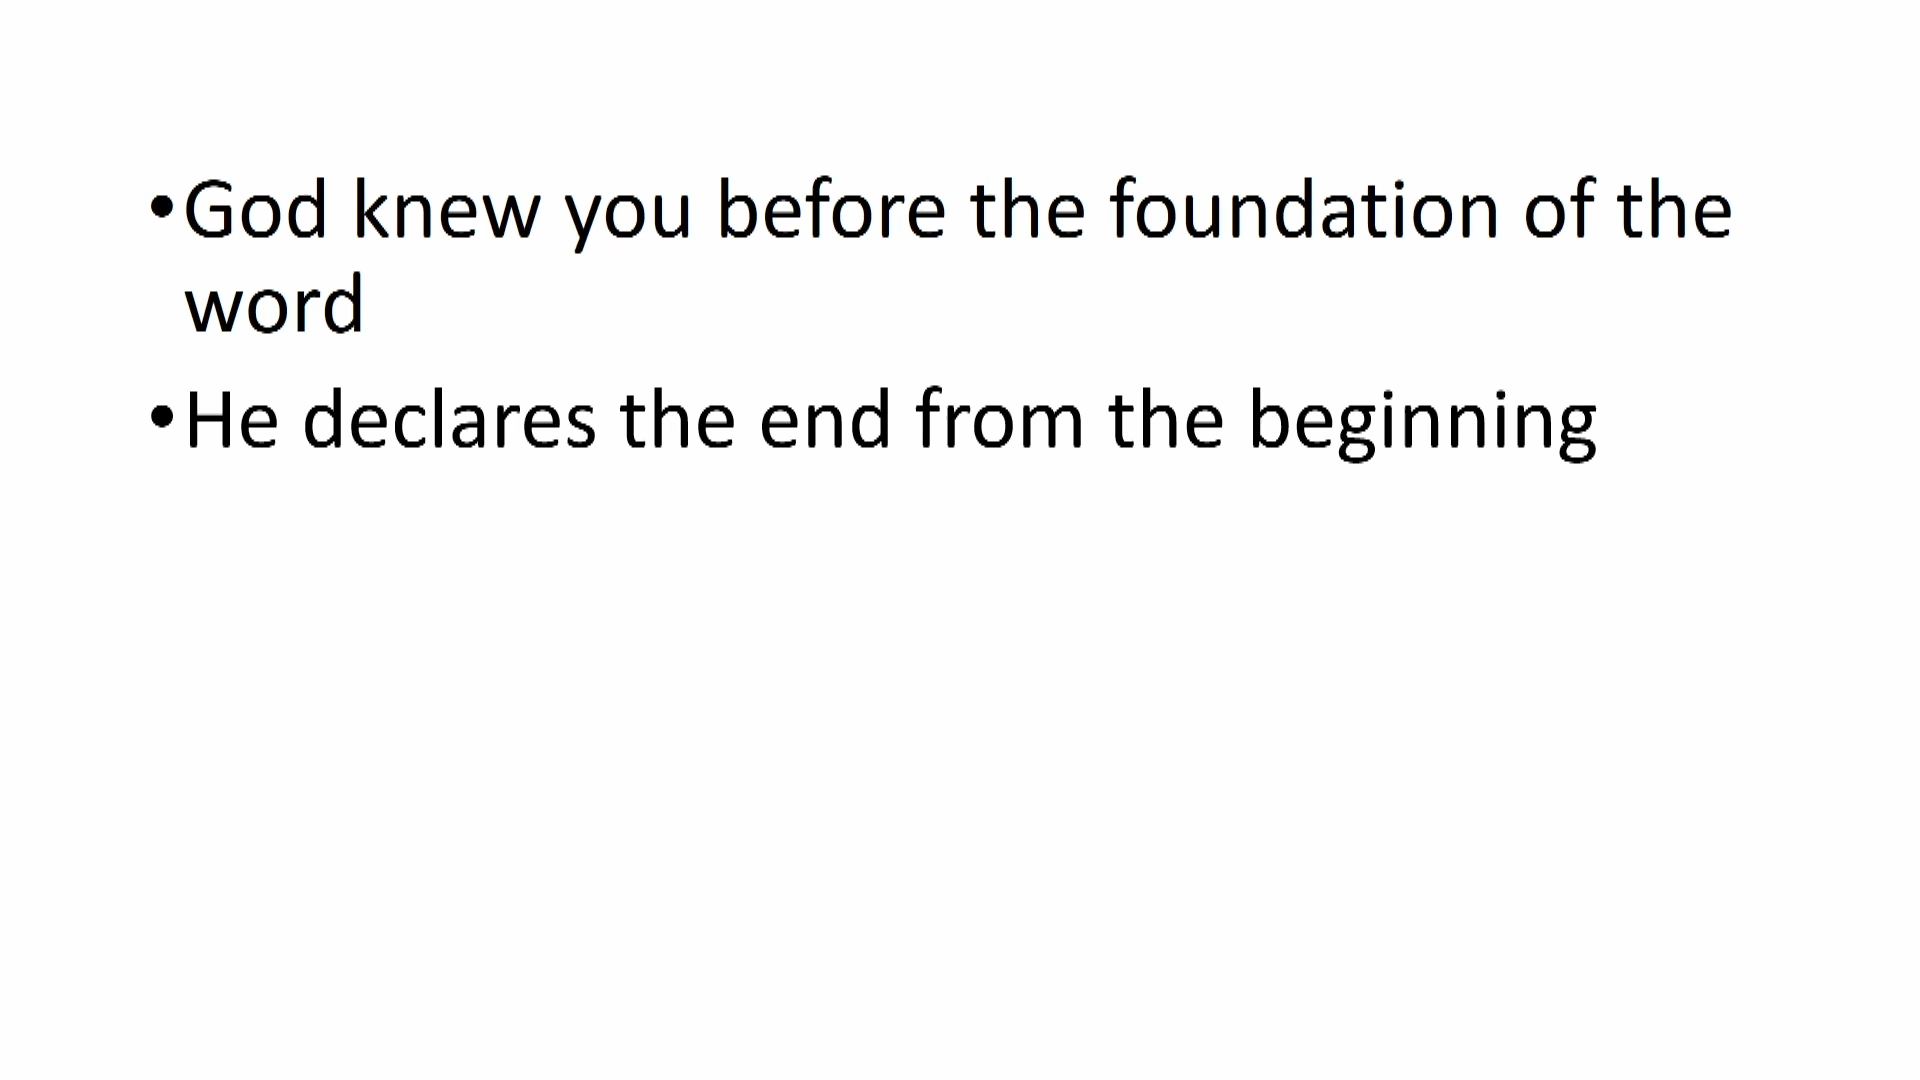 •God knew you before the foundation of the
word
•He declares the end from the beginning